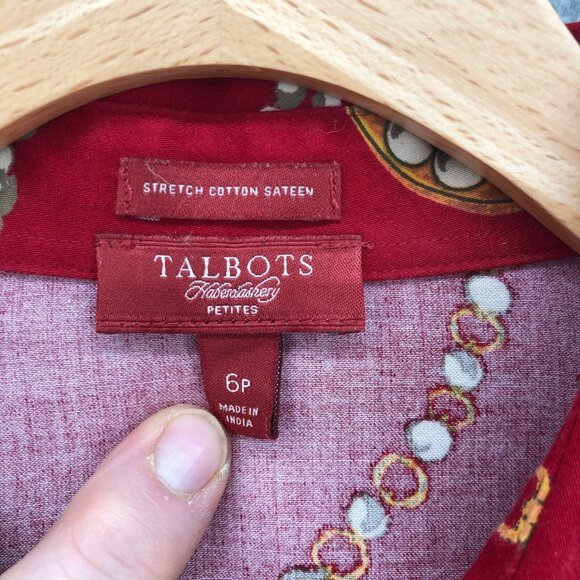 STRETCH COTTON SATEEN
TALBOTS
Haberdashery
PETITES
6P
MADE IN
INDIA